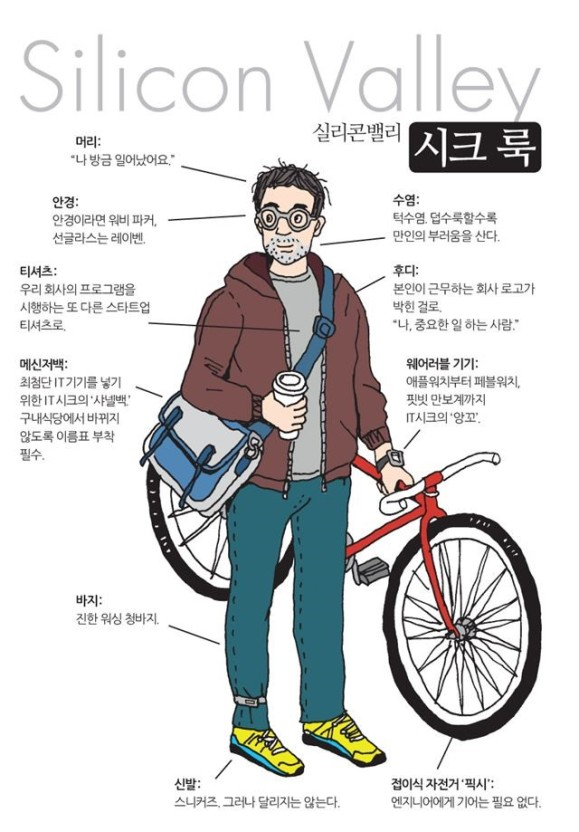 Silicon Valley
실리콘밸리
시크 룩
머리:
“나 방금 일어났어요.”
안경:
안경이라면 워비 파커,
선글라스는 레이벤.
수염:
턱수염. 덥수룩할수록
만인의 부러움을 산다.
티셔츠:
우리 회사의 프로그램을
시행하는 또 다른 스타트업
티셔츠로.
후디:
본인이 근무하는 회사 로고가
박힌 걸로.
“나, 중요한 일 하는 사람.”
메신저백:
최첨단 IT 기기를 넣기
위한 IT 시크의 ‘샤넬백.’
구내식당에서 바뀌지
않도록 이름표 부착
필수.
웨어러블 기기:
애플워치부터 페블워치,
핏빗 만보계까지
IT시크의 ‘앙꼬’.
바지:
진한 워싱 청바지.
신발:
스니커즈. 그러나 달리지는 않는다.
접이식 자전거 ‘픽시’:
엔지니어에게 기어는 필요 없다.